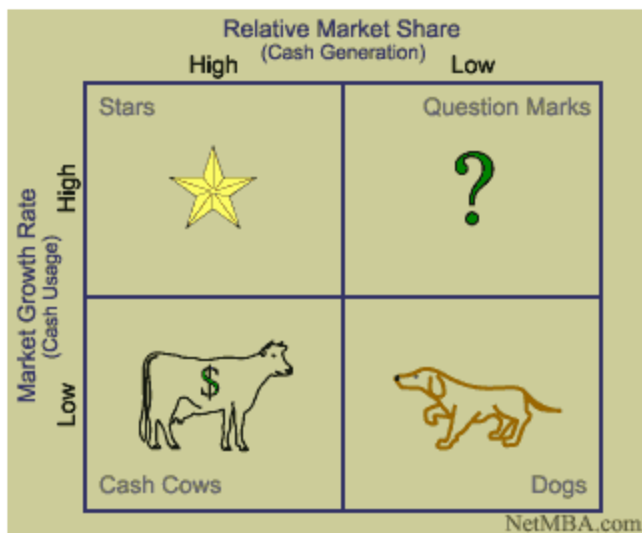 Relative Market Share
(Cash Generation)
High
Low
Market Growth Rate
(Cash Usage)
High
Low
Stars
Question Marks
?
$
Cash Cows
Dogs
NetMBA.com